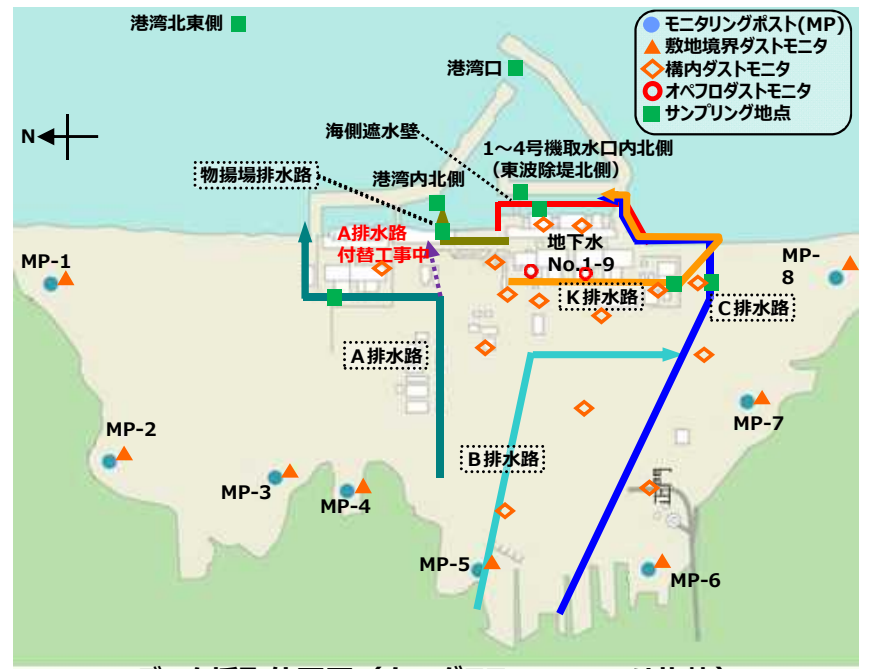 港湾北東側
モニタリングポスト(MP)
敷地境界ダストモニタ
構内ダストモニタ
オペフロダストモニタ
サンプリング地点
港湾口
N
海側遮水壁
1～4号機取水口内北側
（東波除堤北側）
物揚場排水路
港湾内北側
A排水路
付替工事中
地下水
No.1-9
MP-1
MP-
8
K排水路
C排水路
A排水路
MP-2
MP-7
B排水路
MP-3
MP-4
正門
MP-5
MP-6